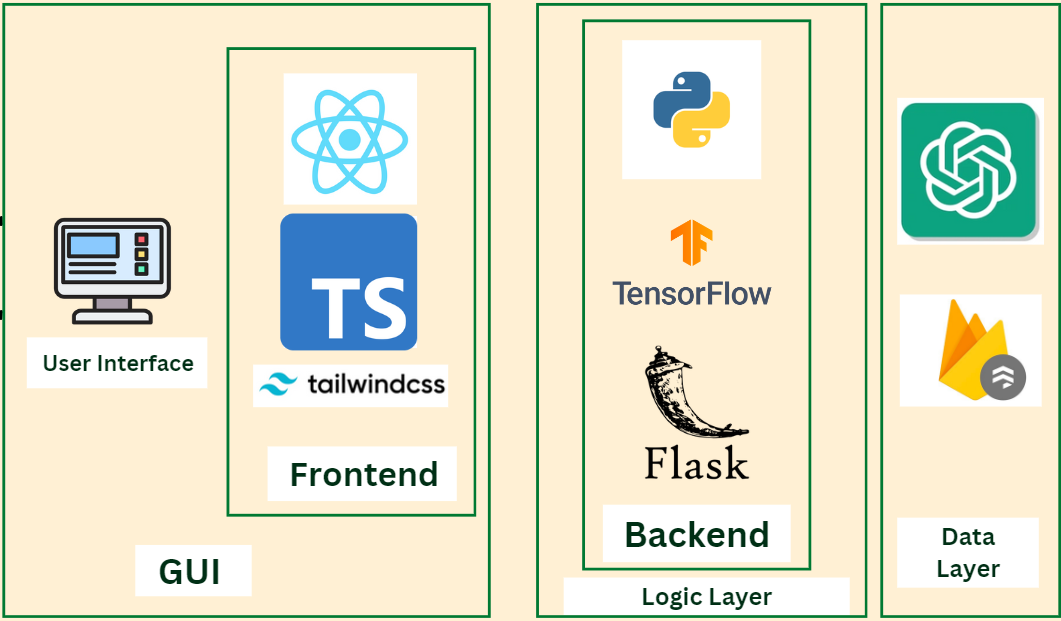 TS
tailwindcss
User Interface
Frontend
GUI
TensorFlow
Flask
Backend
Logic Layer
Data
Layer